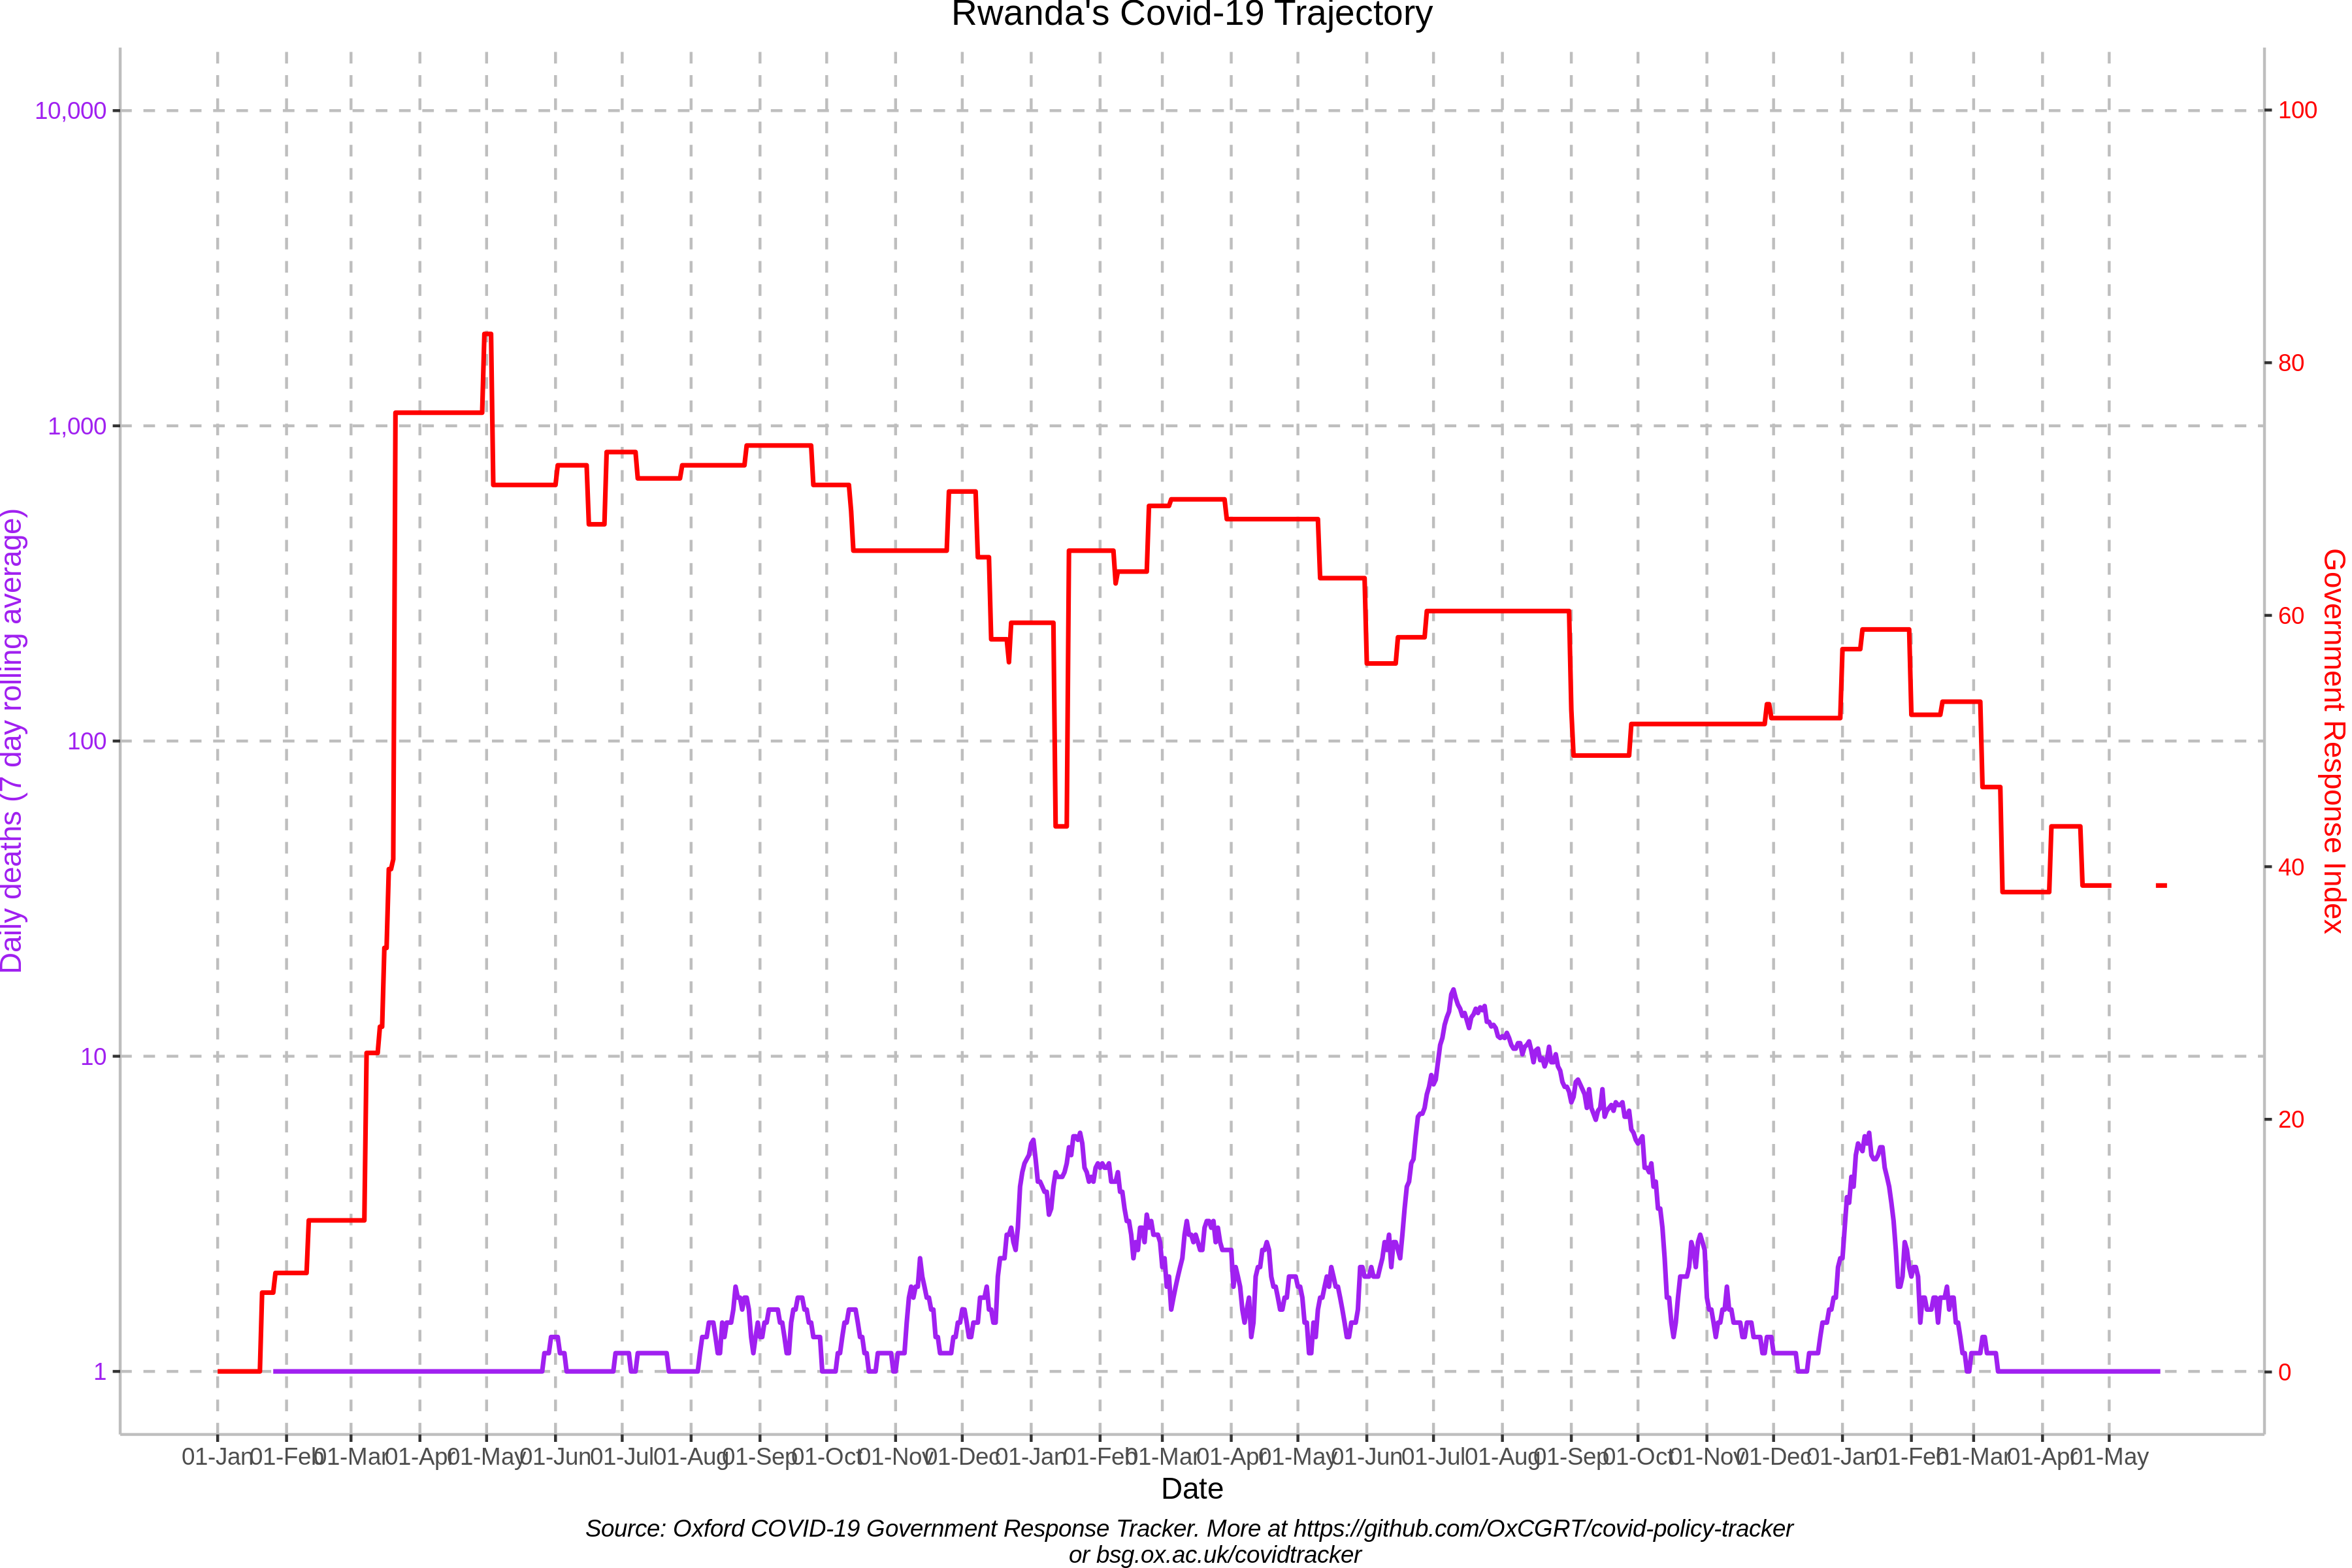 Rwanda's Covid-19 Trajectory
10,000
1,000
100
10
1
Daily deaths (7 day rolling average)
100
80
60
40
20
0
Government Response Index
01-Jan 01-Feb 01-Mar 01-Apr 01-May 01-Jun 01-Jul 01-Aug 01-Sep 01-Oct 01-Nov 01-Dec 01-Jan 01-Feb 01-Mar 01-Apr 01-May 01-Jun 01-Jul 01-Aug 01-Sep 01-Oct 01-Nov 01-Dec 01-Jan 01-Feb 01-Mar 01-Apr 01-May
Date
Source: Oxford COVID-19 Government Response Tracker. More at https://github.com/OxCGRT/covid-policy-tracker
or bsg.ox.ac.uk/covidtracker